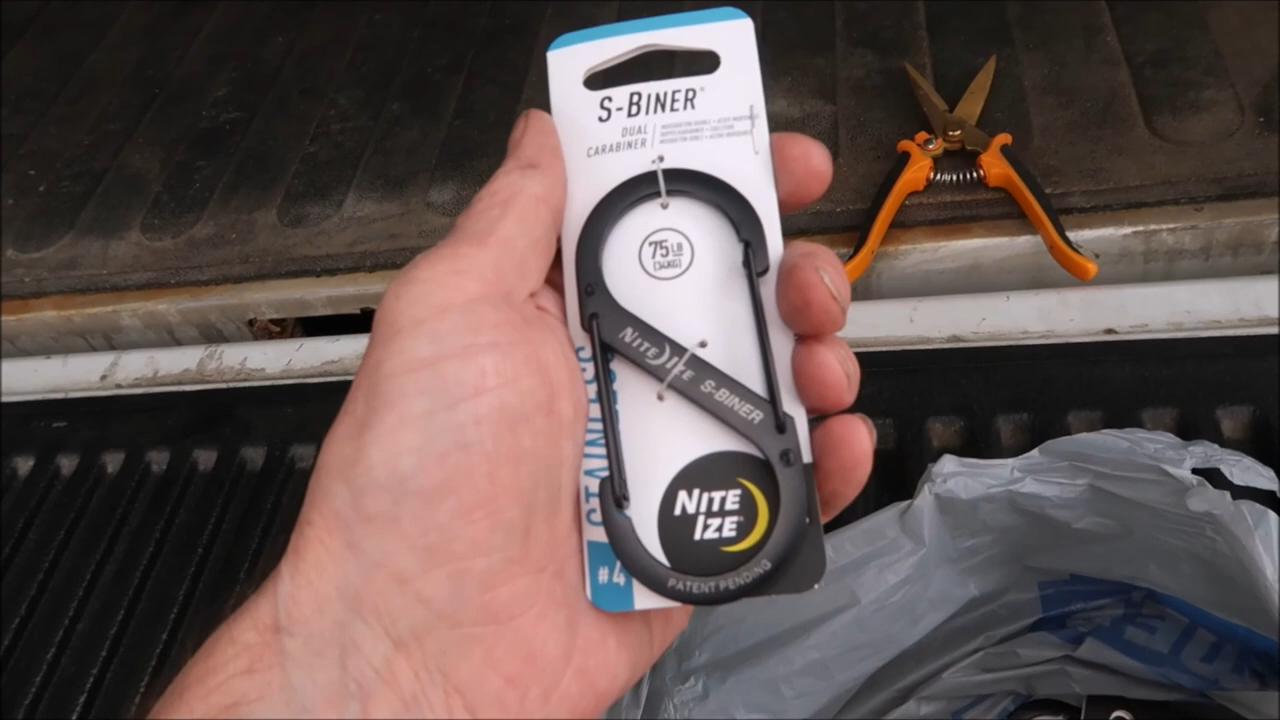 S-BINER®
DUAL
CARABINER
75 LB
(34KG)
NITE IZE S-BINER
STAINLESS
NITE
IZE®
#4
PATENT PENDING